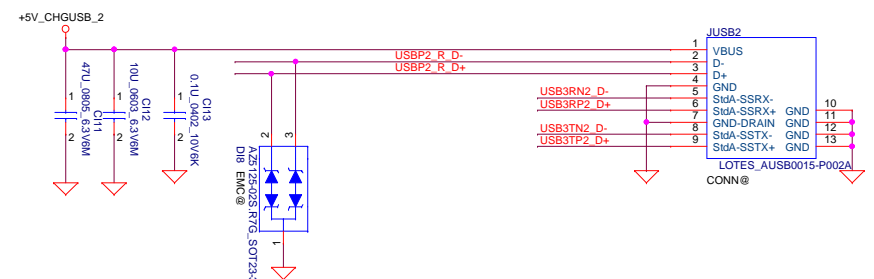 +5V_CHGUSB_2
JUSB2
1
VBUS
USBP2_R_D-
2
D-
USBP2_R_D+
3
D+
4
GND
USB3RN2_D-
5
StdA-SSRX-
USB3RP2_D+
6
StdA-SSRX+
GND
10
7
GND-DRAIN
GND
11
USB3TN2_D-
8
StdA-SSTX-
GND
12
USB3TP2_D+
9
StdA-SSTX+
GND
13
LOTES_AUSB0015-P002A
CONN@
1
2
47U_0805_6.3V6M
CI11
1
2
10U_0603_6.3V6M
CI12
1
2
0.1U_0402_10V6K
CI13
2
3
1
AZ5125-02S.R7G_SOT23-
DI8 EMC@